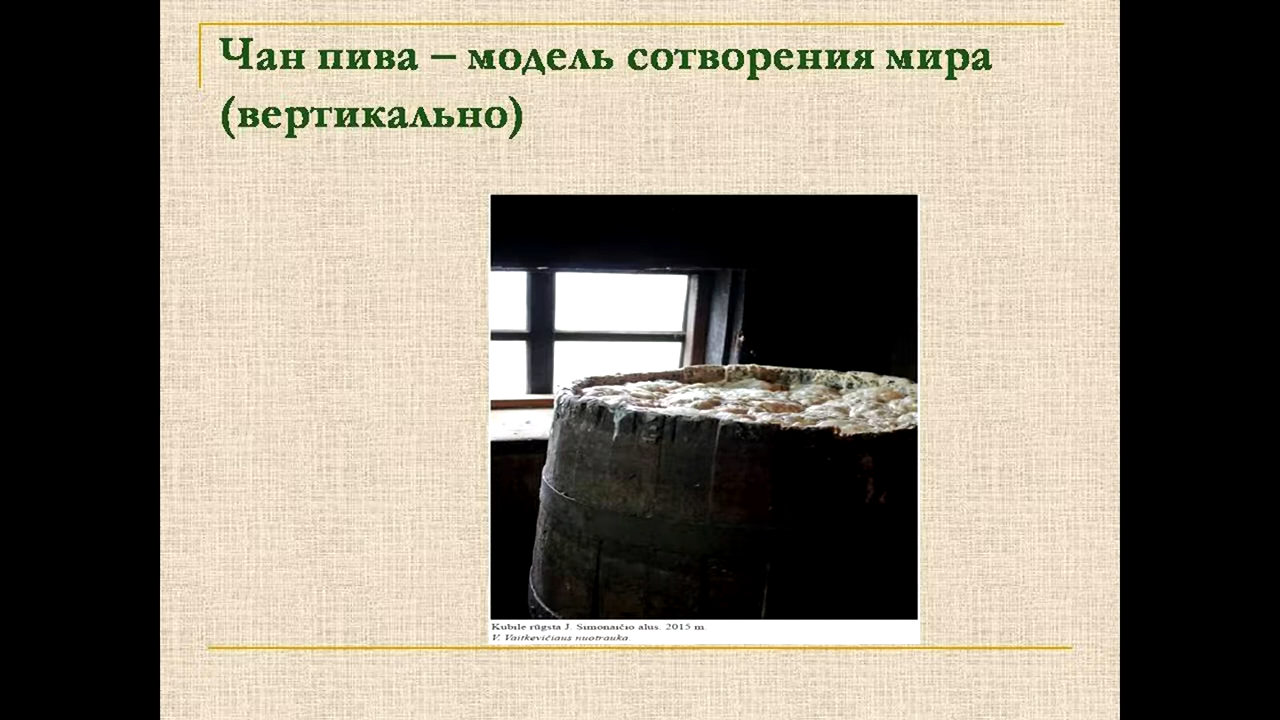 Чан пива – модель сотворения мира
(вертикально)
Kubile rūgsta J. Simonaičio alus. 2015 m.
V. Vaitkevičiaus nuotrauka.